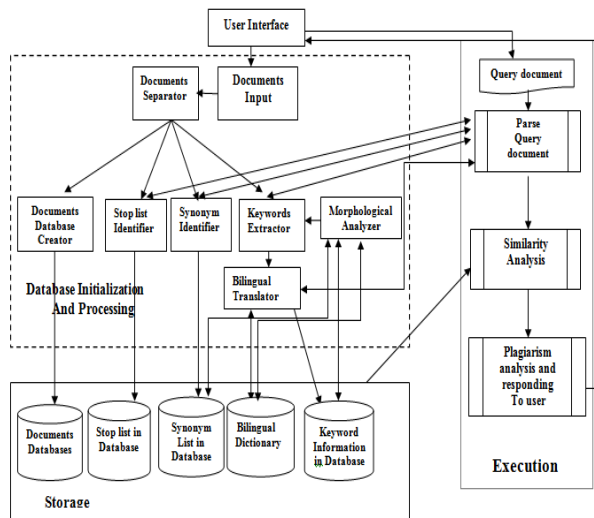 User Interface
Documents
Separator
Documents
Input
Query document
Parse
Query
document
Documents
Database
Creator
Stop list
Identifier
Synonym
Identifier
Keywords
Extractor
Morphological
Analyzer
Similarity
Analysis
Bilingual
Translator
Database Initialization
And Processing
Plagiarism
analysis and
responding
To user
Documents
Databases
Stop list in
Database
Synonym
List in
Database
Bilingual
Dictionary
Keyword
Information
in Database
Execution
Storage